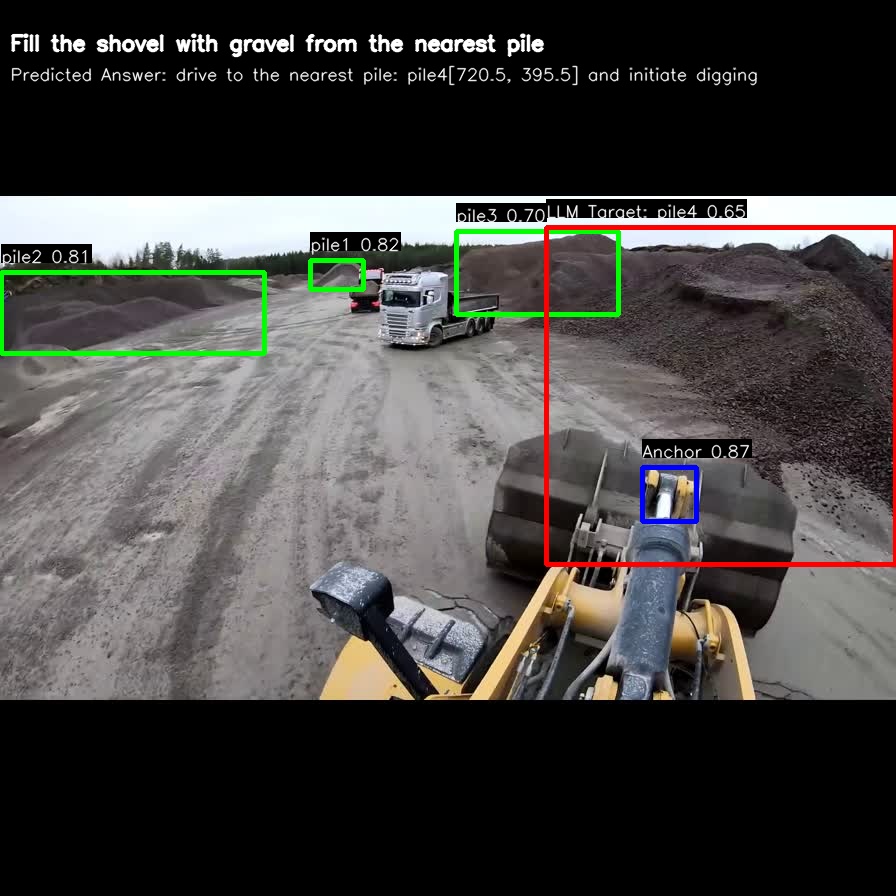 Fill the shovel with gravel from the nearest pile
Predicted Answer: drive to the nearest pile: pile4[720.5, 395.5] and initiate digging
pile3 0.70
LLM Target: pile4 0.65
pile1 0.82
pile2 0.81
Anchor 0.87